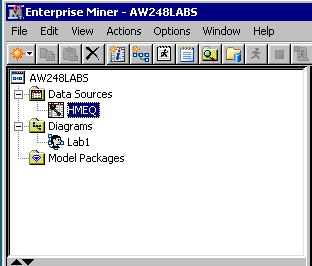 Enterprise Miner - AW248LABS
File Edit View Actions Options Window Help
AW248LABS
Data Sources
HMEQ
Diagrams
Lab1
Model Packages